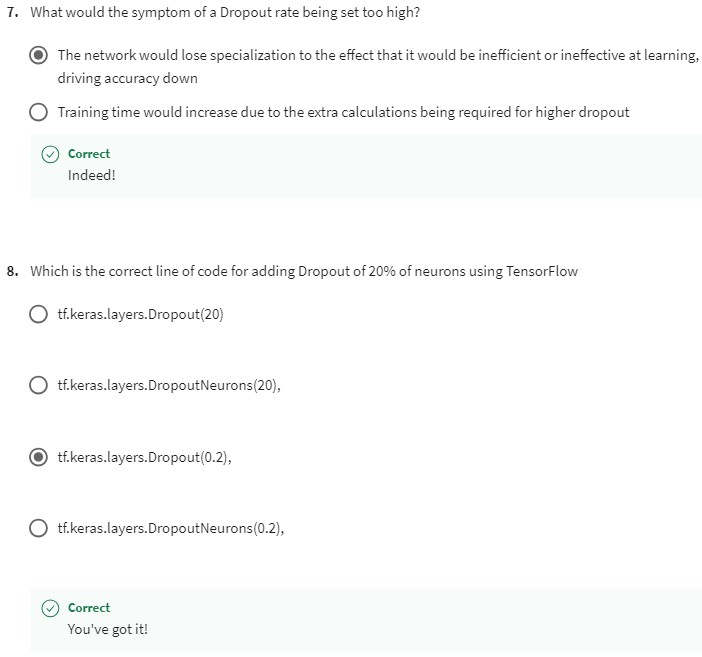 7. What would the symptom of a Dropout rate being set too high?
The network would lose specialization to the effect that it would be inefficient or ineffective at learning,
driving accuracy down
Training time would increase due to the extra calculations being required for higher dropout
Correct
Indeed!
8. Which is the correct line of code for adding Dropout of 20% of neurons using TensorFlow
tf.keras.layers.Dropout(20)
tf.keras.layers.DropoutNeurons(20),
tf.keras.layers.Dropout(0.2),
tf.keras.layers.DropoutNeurons(0.2),
Correct
You've got it!